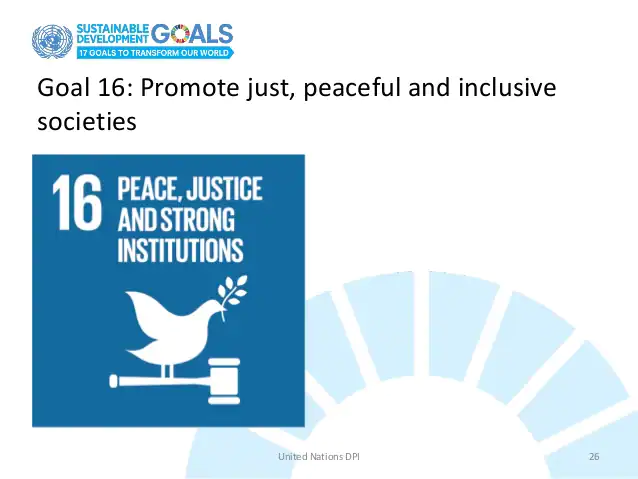 SUSTAINABLE
DEVELOPMENT GOALS
17 GOALS TO TRANSFORM OUR WORLD
Goal 16: Promote just, peaceful and inclusive
societies
16 PEACE, JUSTICE
AND STRONG
INSTITUTIONS
United Nations DPI 26